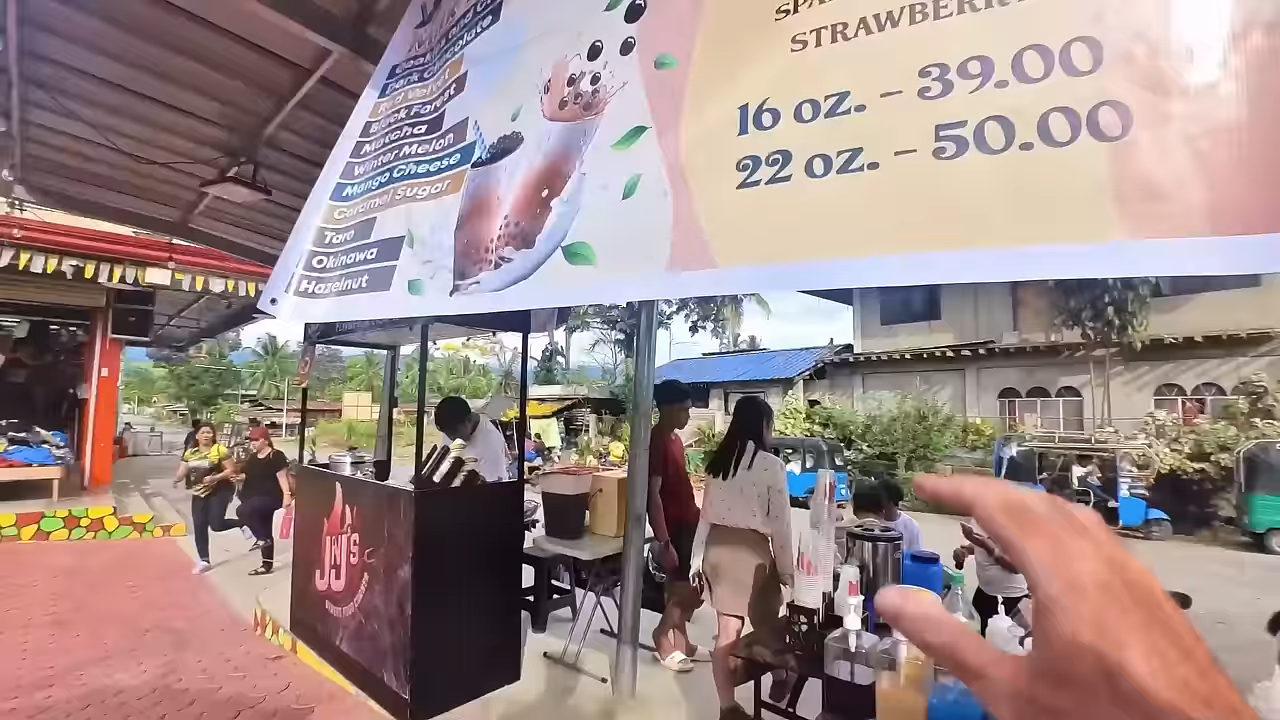 Dark Chocolate
Red Velvet
Black Forest
Matcha
Winter Melon
Mango Cheese
Caramel Sugar
Taro
Okinawa
Hazelnut
16 oz. - 39.00
22 oz. - 50.00
JNJ'S